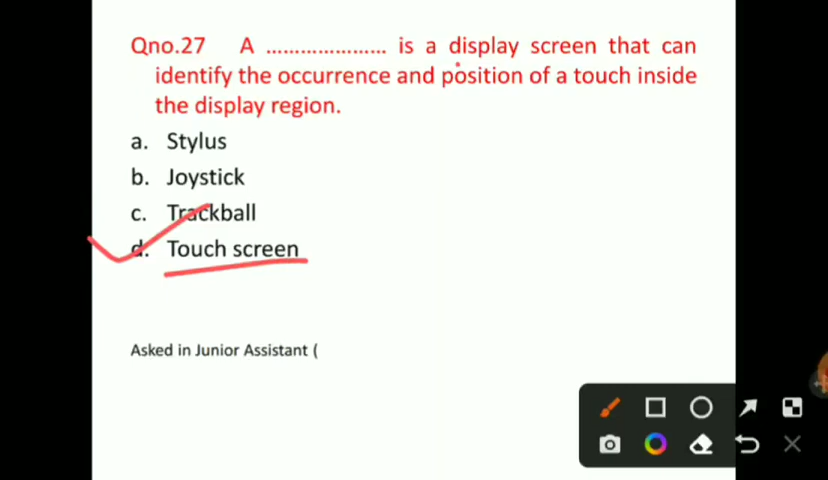 Qno.27 A ..................... is a display screen that can
identify the occurrence and position of a touch inside
the display region.
a. Stylus
b. Joystick
c. Trackball
d. Touch screen
Asked in Junior Assistant (